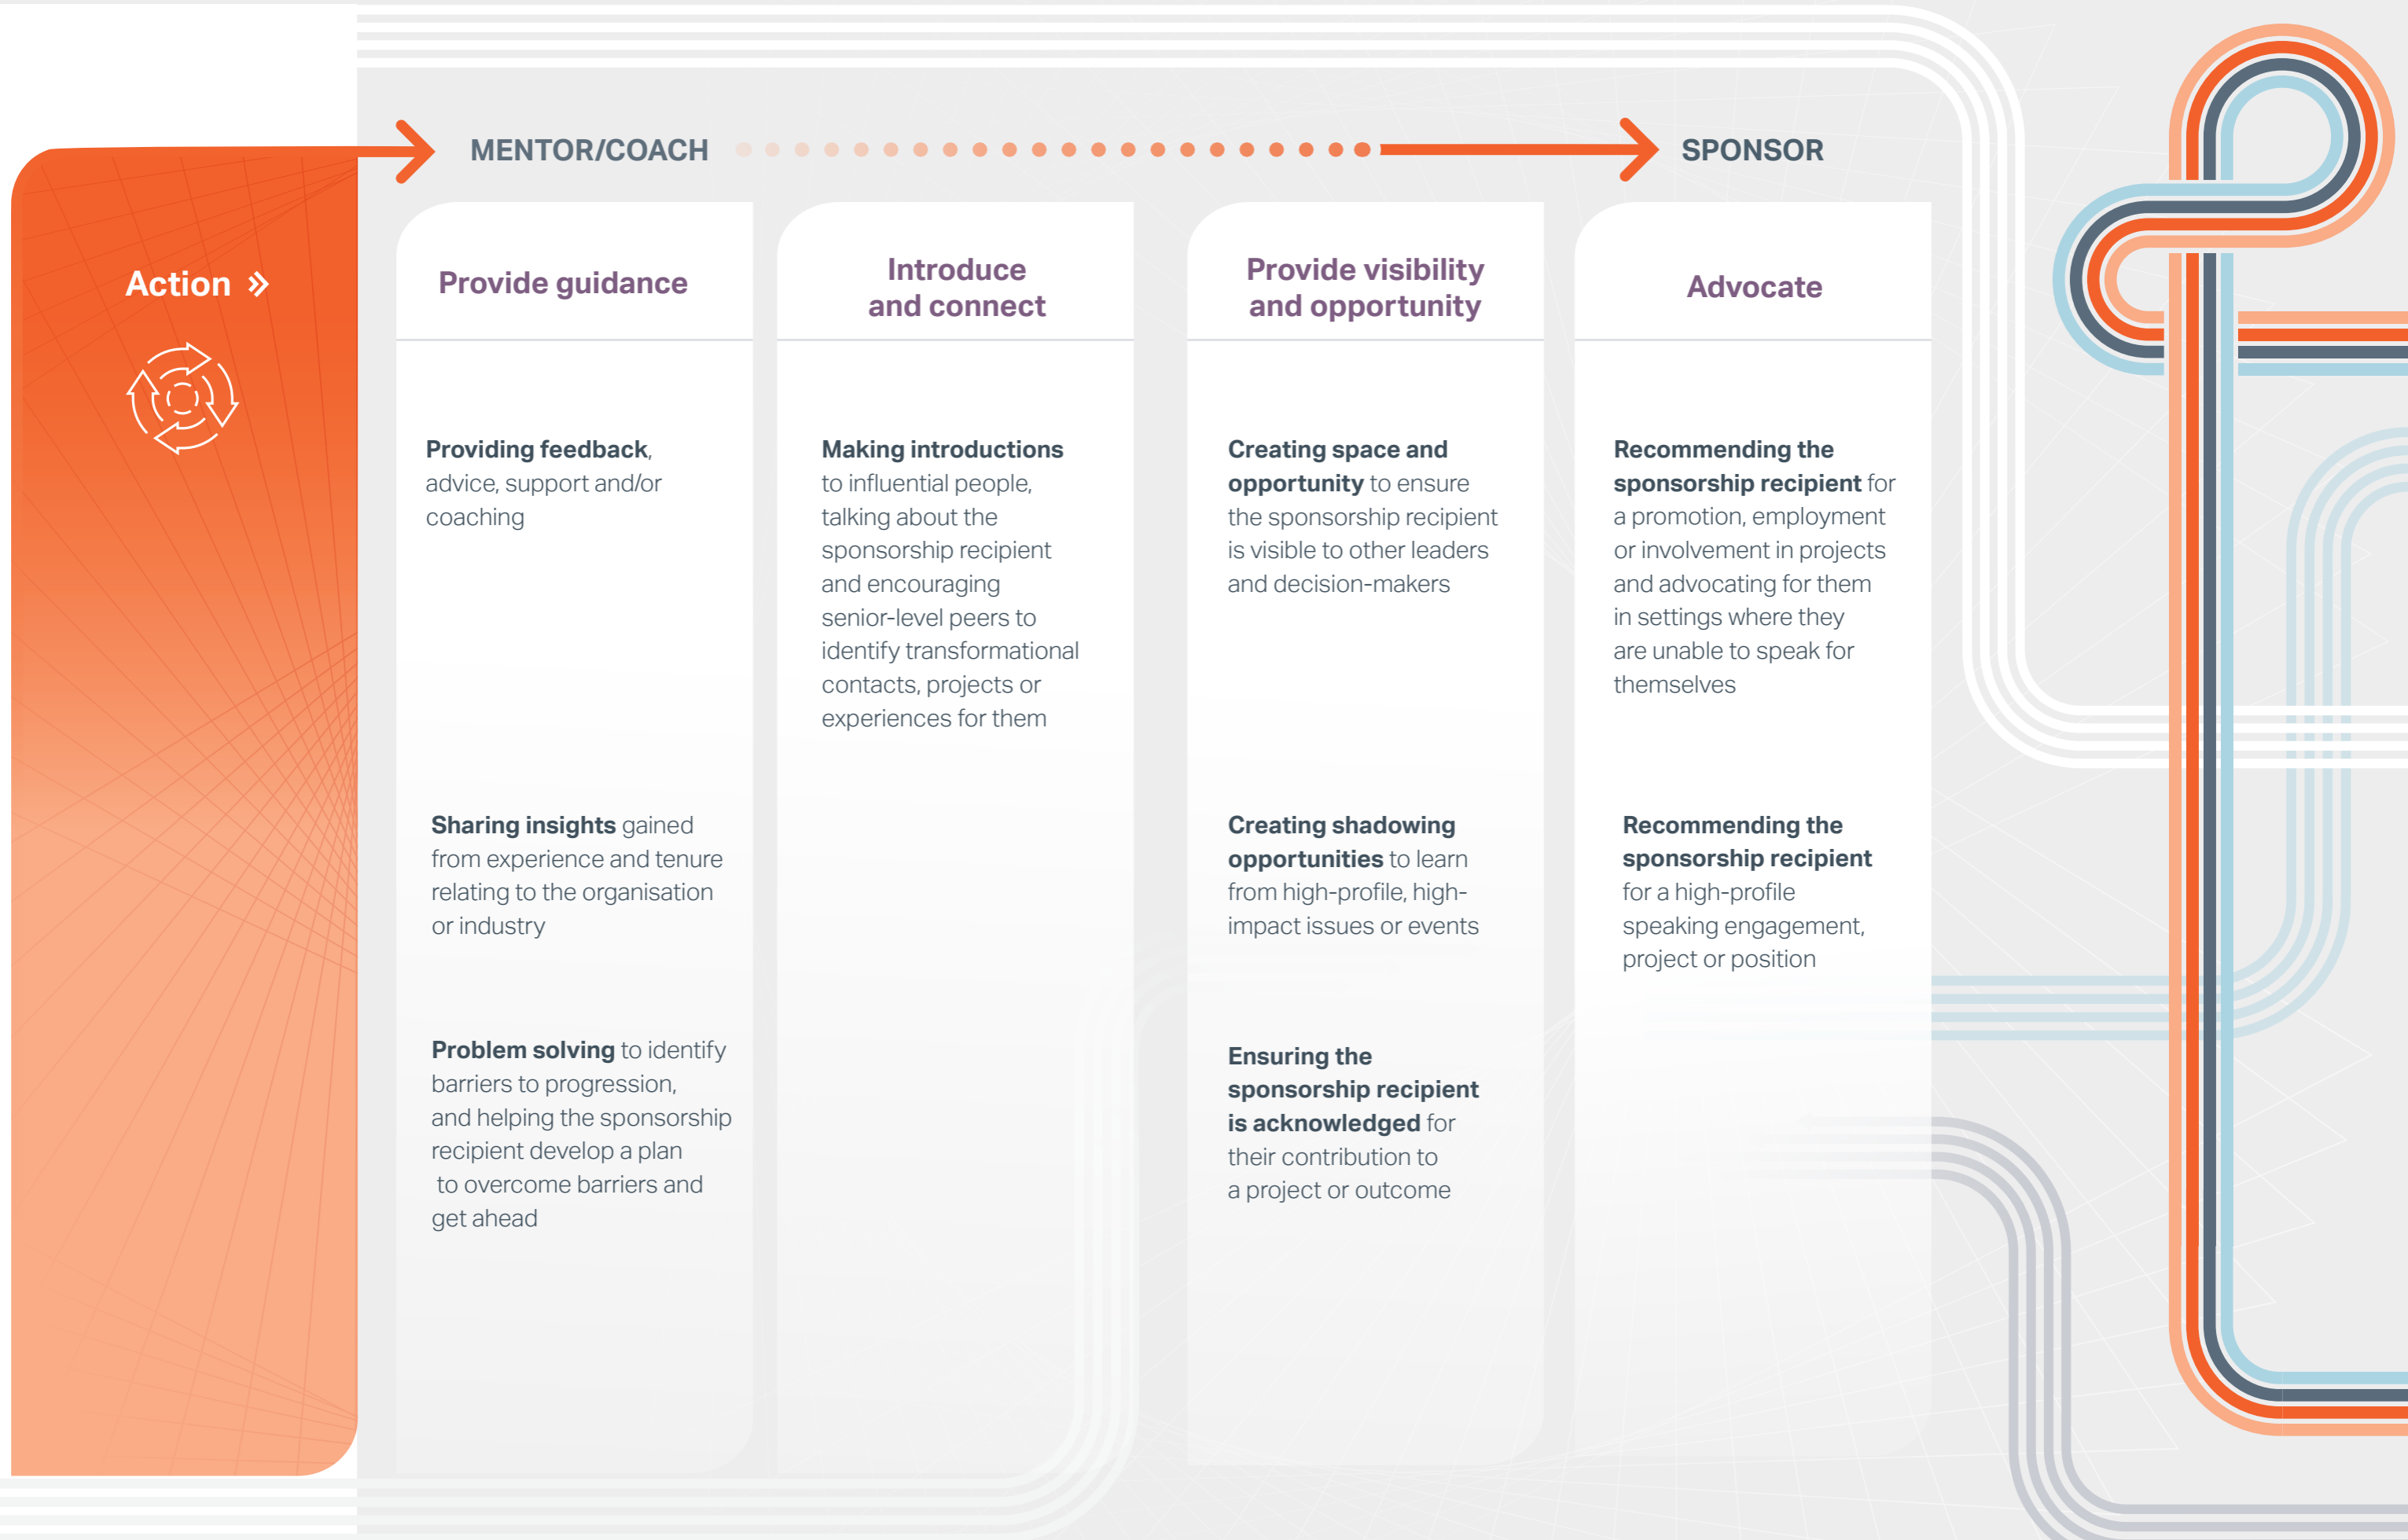 MENTOR/COACH
SPONSOR
Action »
Provide guidance
Providing feedback,
advice, support and/or
coaching
Sharing insights gained
from experience and tenure
relating to the organisation
or industry
Problem solving to identify
barriers to progression,
and helping the sponsorship
recipient develop a plan
to overcome barriers and
get ahead
Introduce
and connect
Making introductions
to influential people,
talking about the
sponsorship recipient
and encouraging
senior-level peers to
identify transformational
contacts, projects or
experiences for them
Provide visibility
and opportunity
Creating space and
opportunity to ensure
the sponsorship recipient
is visible to other leaders
and decision-makers
Creating shadowing
opportunities to learn
from high-profile, high-
impact issues or events
Ensuring the
sponsorship recipient
is acknowledged for
their contribution to
a project or outcome
Advocate
Recommending the
sponsorship recipient for
a promotion, employment
or involvement in projects
and advocating for them
in settings where they
are unable to speak for
themselves
Recommending the
sponsorship recipient
for a high-profile
speaking engagement,
project or position